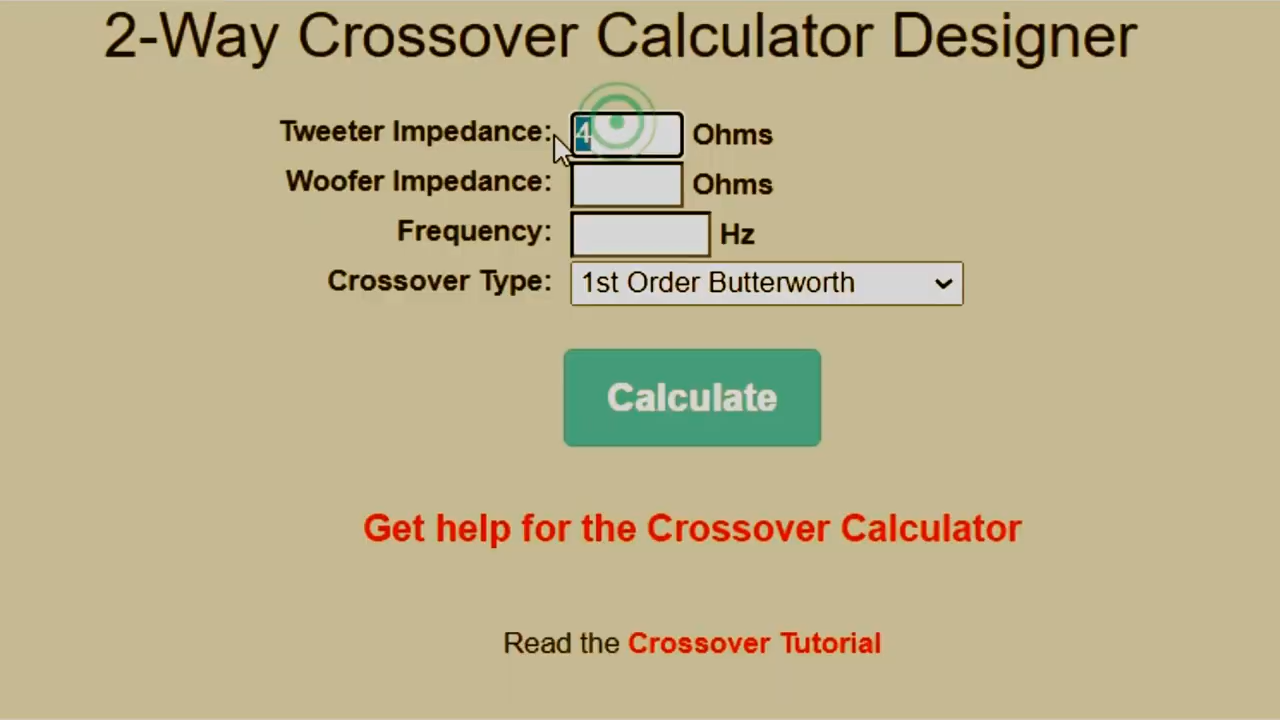 2-Way Crossover Calculator Designer
Tweeter Impedance: 4 Ohms
Woofer Impedance: Ohms
Frequency: Hz
Crossover Type: 1st Order Butterworth
Calculate
Get help for the Crossover Calculator
Read the Crossover Tutorial